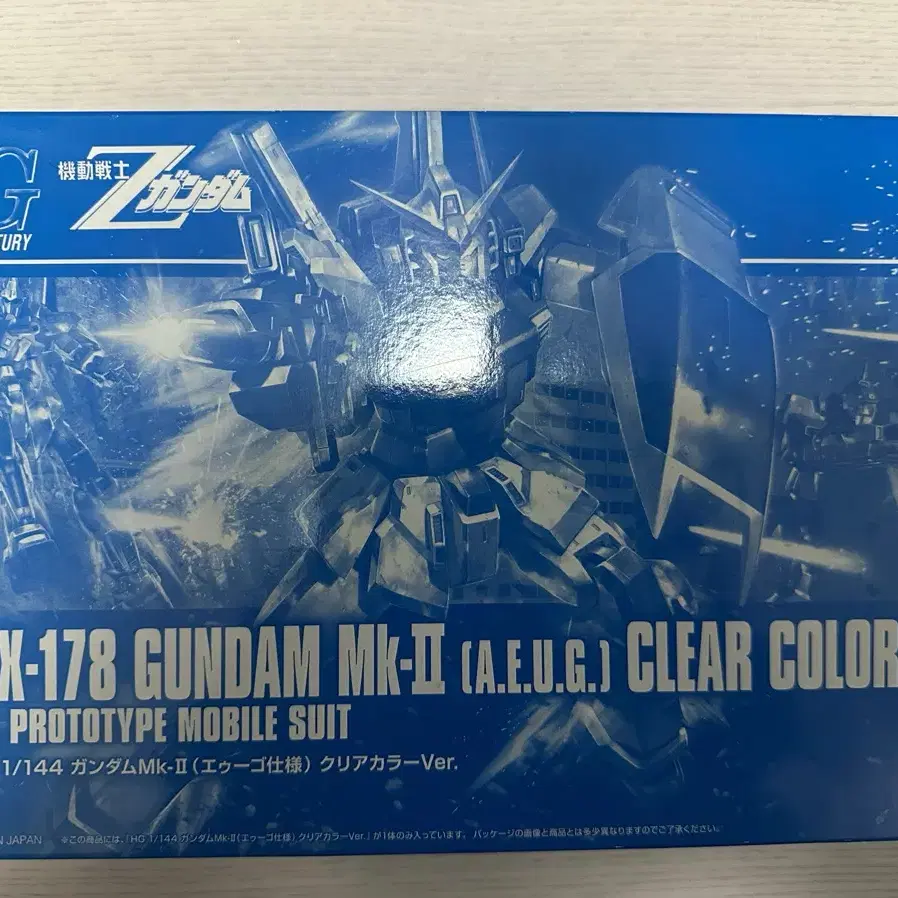 G
TURY
機動戦士
Zガンダム
X-178 GUNDAM Mk-II (A.E.U.G.) CLEAR COLOR
PROTOTYPE MOBILE SUIT
1/144 ガンダムMk-Ⅱ(エゥーゴ仕様) クリアカラーVer.
N JAPAN ※この商品には、「HG 1/144 ガンダムMk-Ⅱ(エゥーゴ仕様) クリアカラーVer.」が1体のみ入っています。 パッケージの画像と商品とは多少異なりますのでご了承ください。